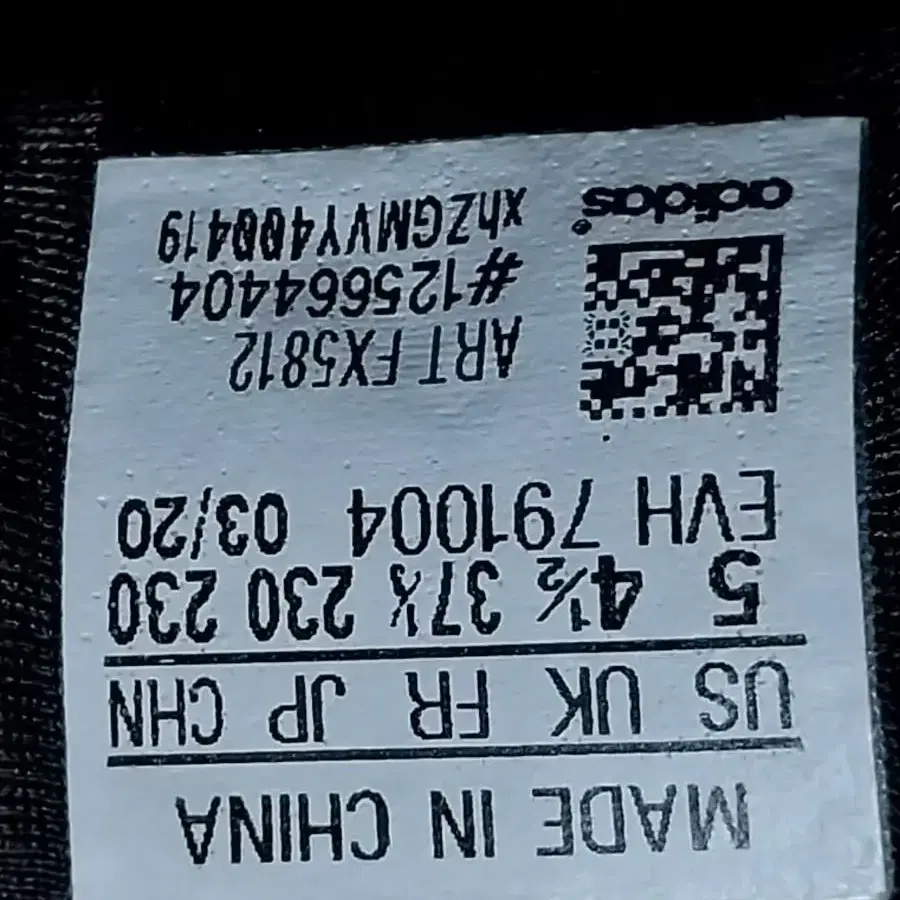 MADE IN CHINA
US UK FR JP CHN
5 4½ 37⅓ 230 230
EVH 791004 03/20
ART FX5812
#125664404
xhZGMVY400419
adidas